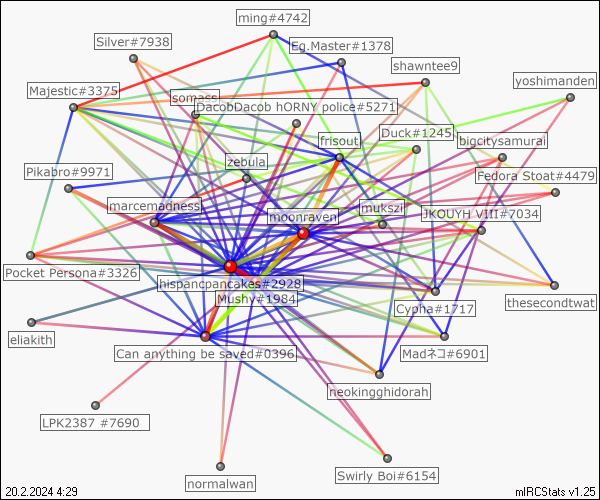 ming#4742
Silver#7938
Eg.Master#1378
shawntee9
yoshimanden
Majestic#3375
somass
DacobDacob hORNY police#5271
frisout
Duck#1245
bigcitysamurai
zebula
Pikabro#9971
Fedora Stoat#4479
marcemadness
moonraven
mukszi
JKOUYH VIII#7034
Pocket Persona#3326
hispancpancakes#2928
Mushy#1984
thesecondtwat
Cypha#1717
eliakith
Can anything be saved#0396
Madネコ#6901
neokingghidorah
LPK2387 #7690
Swirly Boi#6154
normalwan
20.2.2024 4:29
mIRCStats v1.25